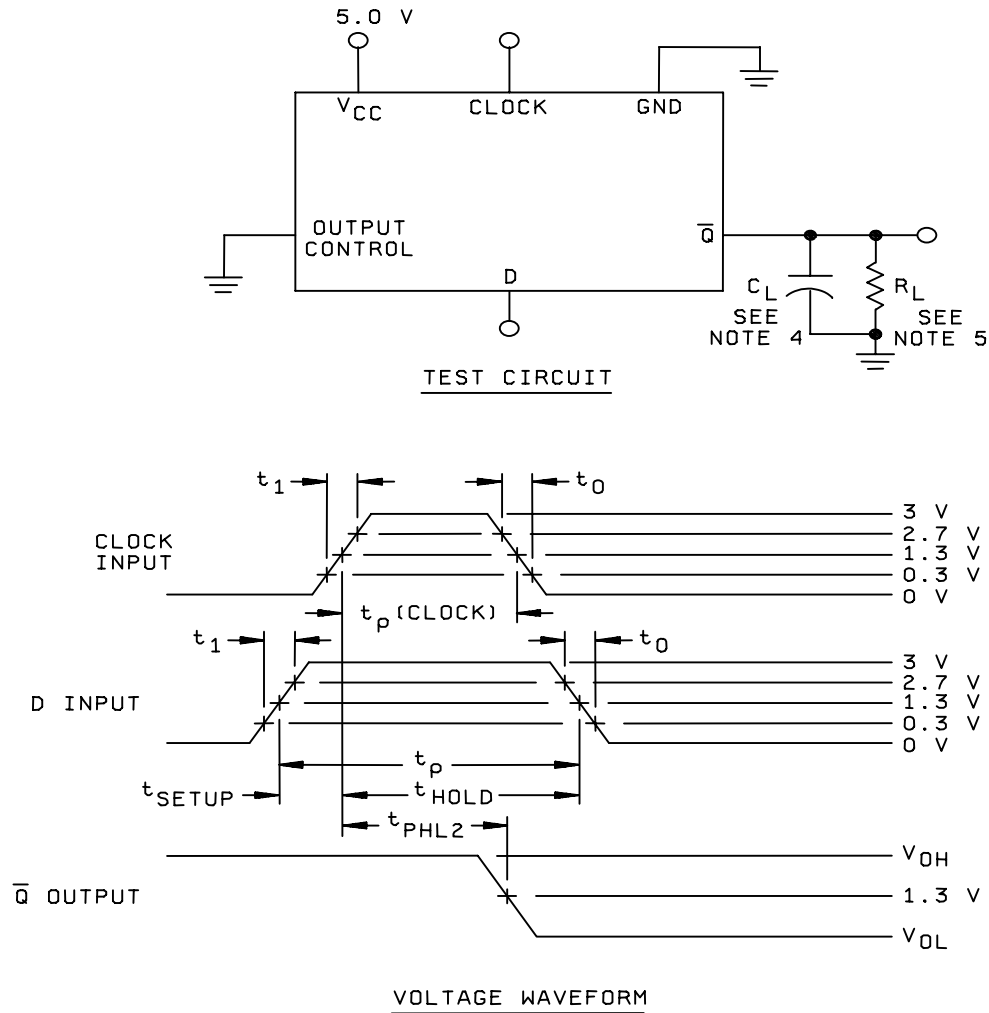 5.0 V
VCC
CLOCK
GND
OUTPUT
CONTROL
Q̅
D
CL
SEE
NOTE 4
RL
SEE
NOTE 5
TEST CIRCUIT
t1
t0
CLOCK
INPUT
3 V
2.7 V
1.3 V
0.3 V
0 V
tp (CLOCK)
t1
t0
D INPUT
3 V
2.7 V
1.3 V
0.3 V
0 V
tp
tSETUP
tHOLD
tPHL2
Q̅ OUTPUT
VOH
1.3 V
VOL
VOLTAGE WAVEFORM